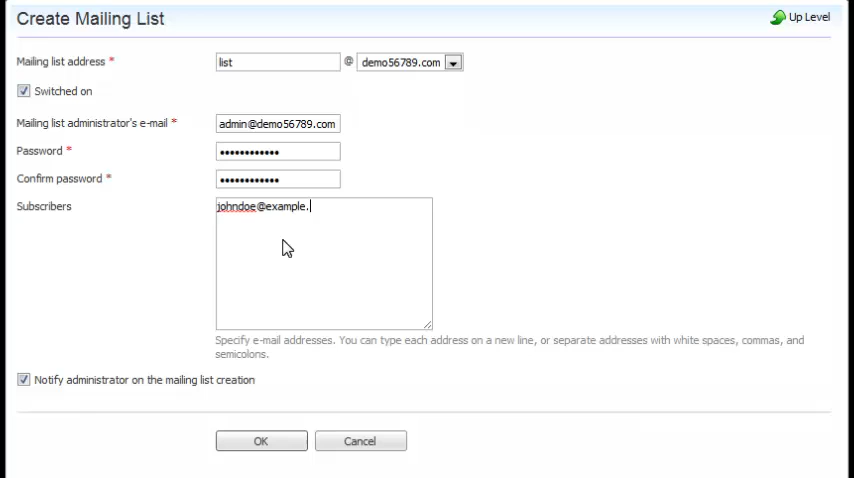 Create Mailing List
Up Level
Mailing list address *
list @ demo56789.com
Switched on
Mailing list administrator's e-mail * admin@demo56789.com
Password * ••••••••••••
Confirm password * ••••••••••••
Subscribers johndoe@example.
Specify e-mail addresses. You can type each address on a new line, or separate addresses with white spaces, commas, and
semicolons.
Notify administrator on the mailing list creation
OK Cancel